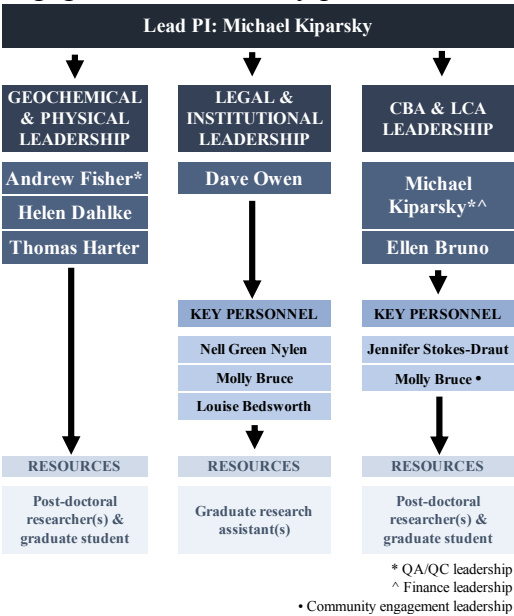 Lead PI: Michael Kiparsky
GEOCHEMICAL
& PHYSICAL
LEADERSHIP
Andrew Fisher*
Helen Dahlke
Thomas Harter
RESOURCES
Post-doctoral
researcher(s) &
graduate student
LEGAL &
INSTITUTIONAL
LEADERSHIP
Dave Owen
KEY PERSONNEL
Nell Green Nylen
Molly Bruce
Louise Bedsworth
RESOURCES
Graduate research
assistant(s)
CBA & LCA
LEADERSHIP
Michael
Kiparsky*^
Ellen Bruno
KEY PERSONNEL
Jennifer Stokes-Draut
Molly Bruce •
RESOURCES
Post-doctoral
researcher(s) &
graduate student
* QA/QC leadership
^ Finance leadership
• Community engagement leadership